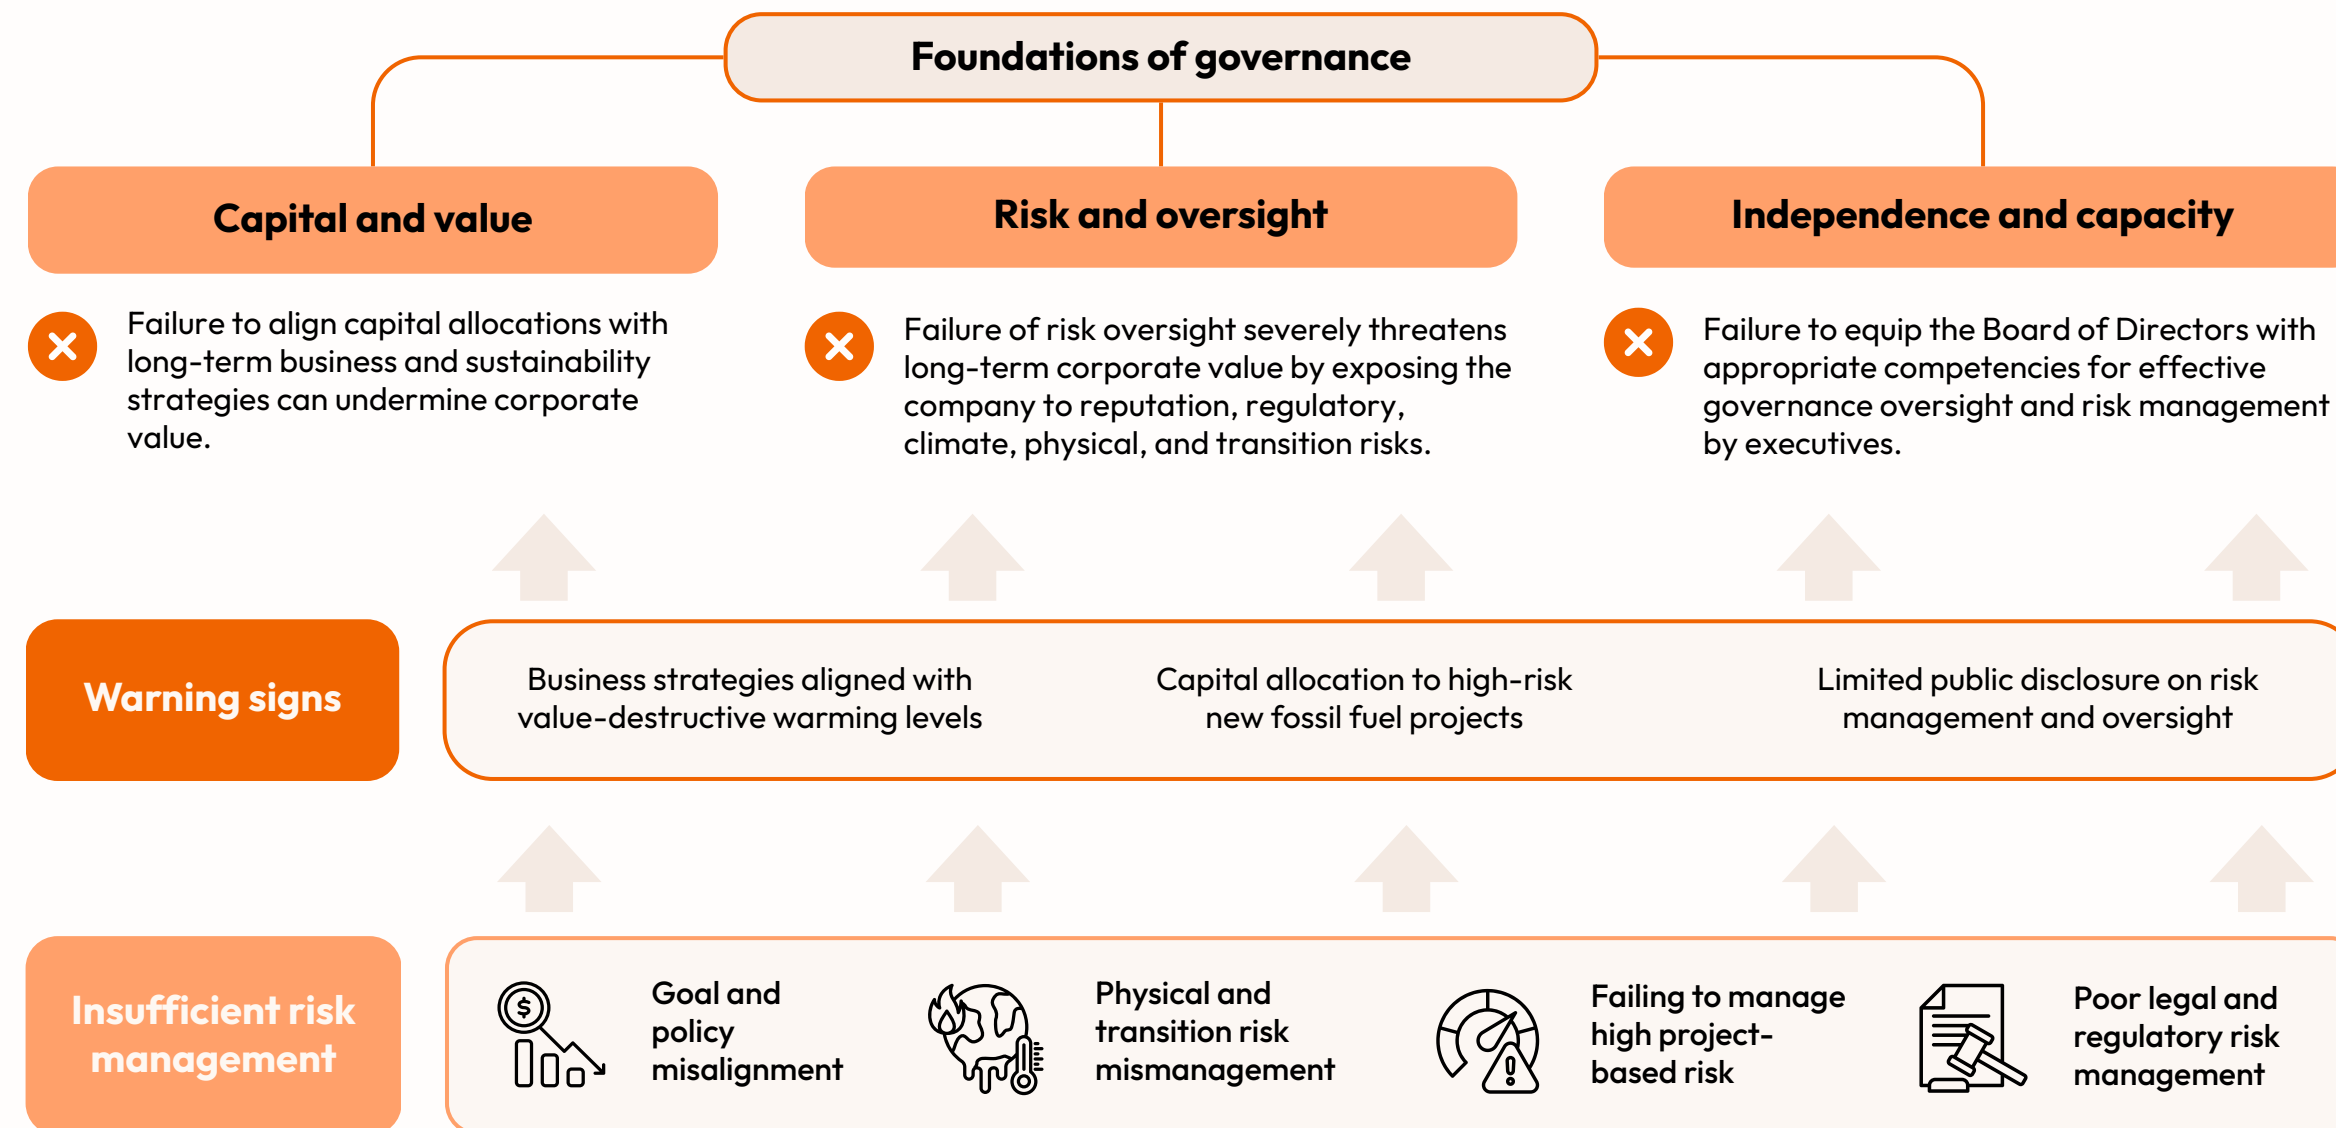 Foundations of governance
Capital and value
Failure to align capital allocations with
long-term business and sustainability
strategies can undermine corporate
value.
Risk and oversight
Failure of risk oversight severely threatens
long-term corporate value by exposing the
company to reputation, regulatory,
climate, physical, and transition risks.
Independence and capacity
Failure to equip the Board of Directors with
appropriate competencies for effective
governance oversight and risk management
by executives.
Warning signs
Business strategies aligned with
value-destructive warming levels
Capital allocation to high-risk
new fossil fuel projects
Limited public disclosure on risk
management and oversight
Insufficient risk
management
$
Goal and
policy
misalignment
Physical and
transition risk
mismanagement
!
Failing to manage
high project-
based risk
Poor legal and
regulatory risk
management